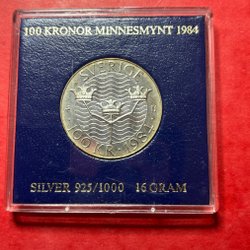 100 KRONOR MINNESMYNT 1984
SVERIGE
100 KR · 1984
SILVER 925/1000 16 GRAM